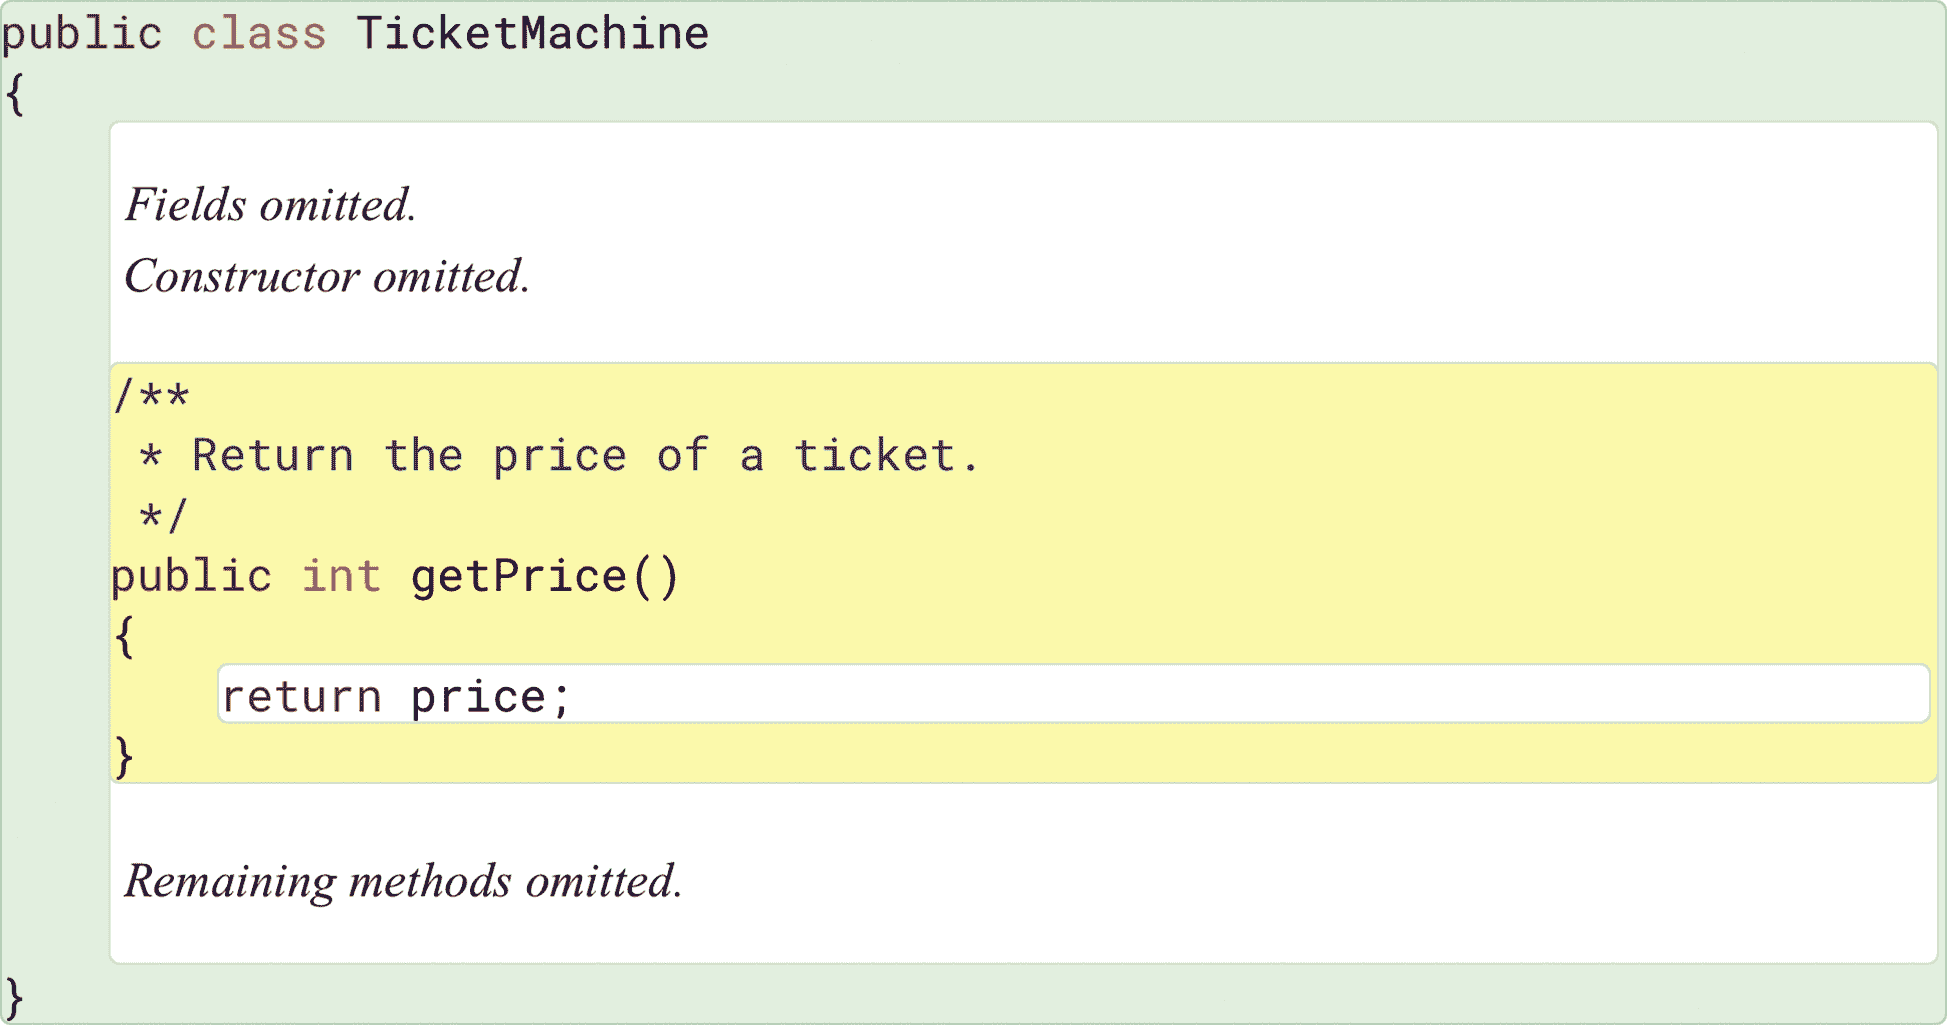 public class TicketMachine
{
Fields omitted.
Constructor omitted.
/**
* Return the price of a ticket.
*/
public int getPrice()
{
return price;
}
Remaining methods omitted.
}